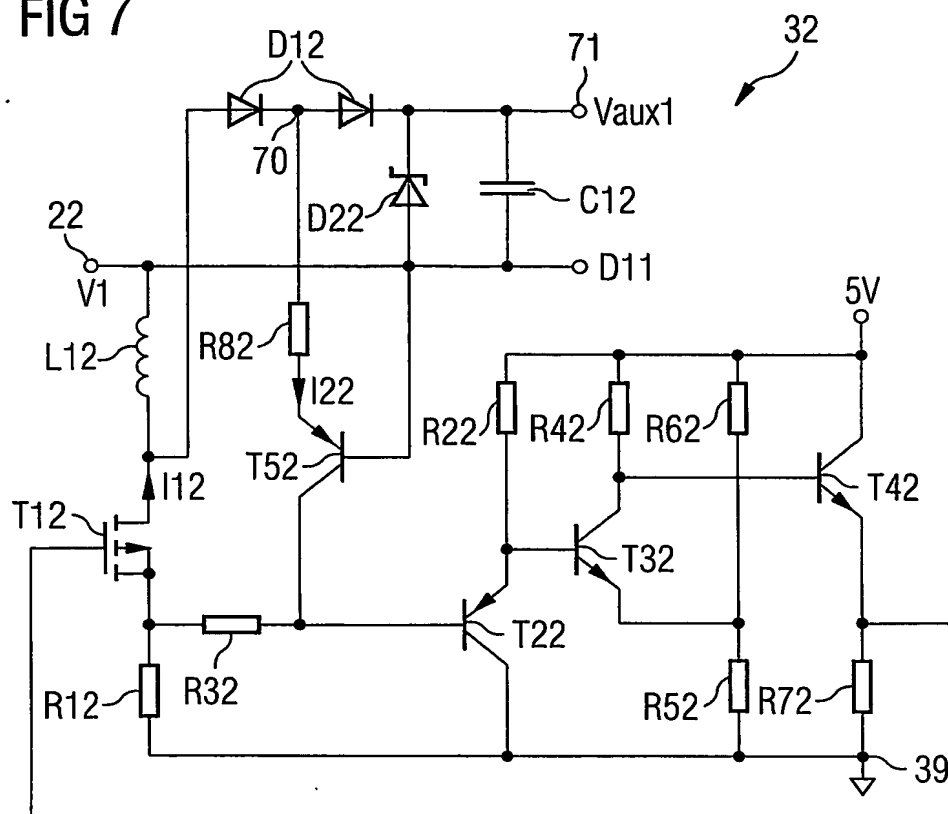 FIG 7
D12
71
32
Vaux1
70
D22
C12
22
V1
D11
5V
L12
R82
I22
R22
R42
R62
T52
I12
T42
T12
T32
T22
R12
R32
R52
R72
39